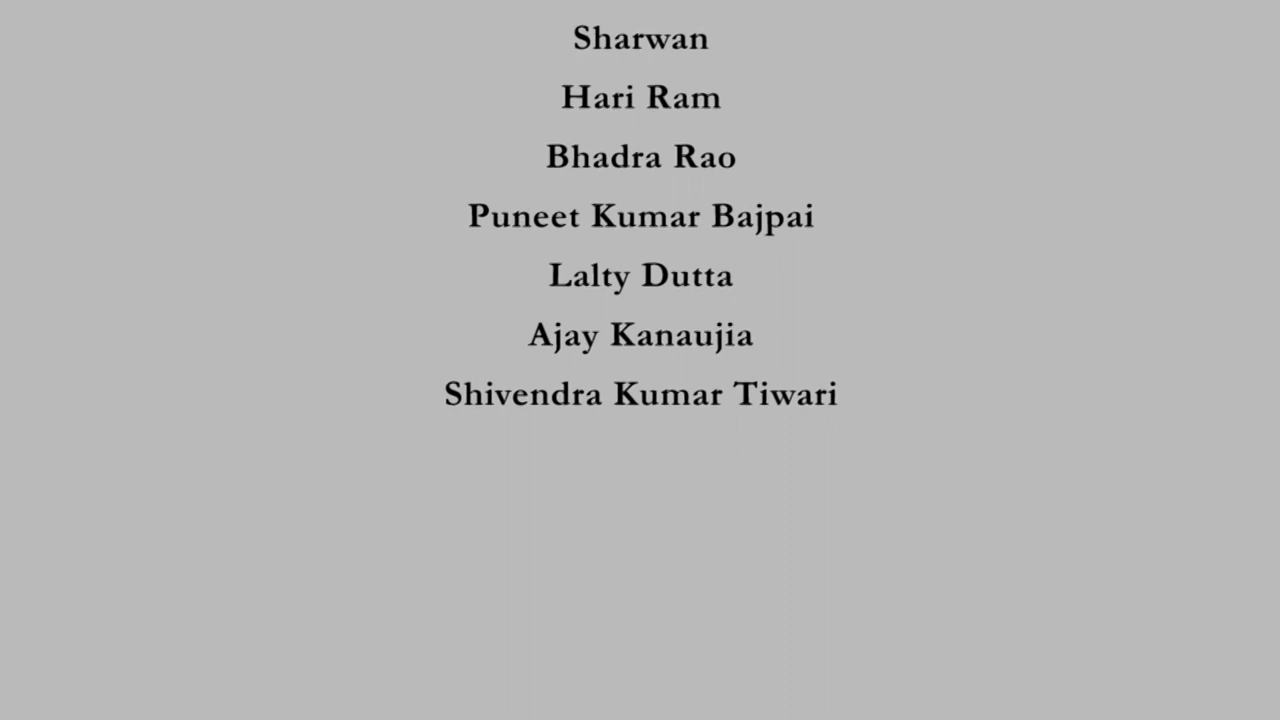 Sharwan
Hari Ram
Bhadra Rao
Puneet Kumar Bajpai
Lalty Dutta
Ajay Kanaujia
Shivendra Kumar Tiwari